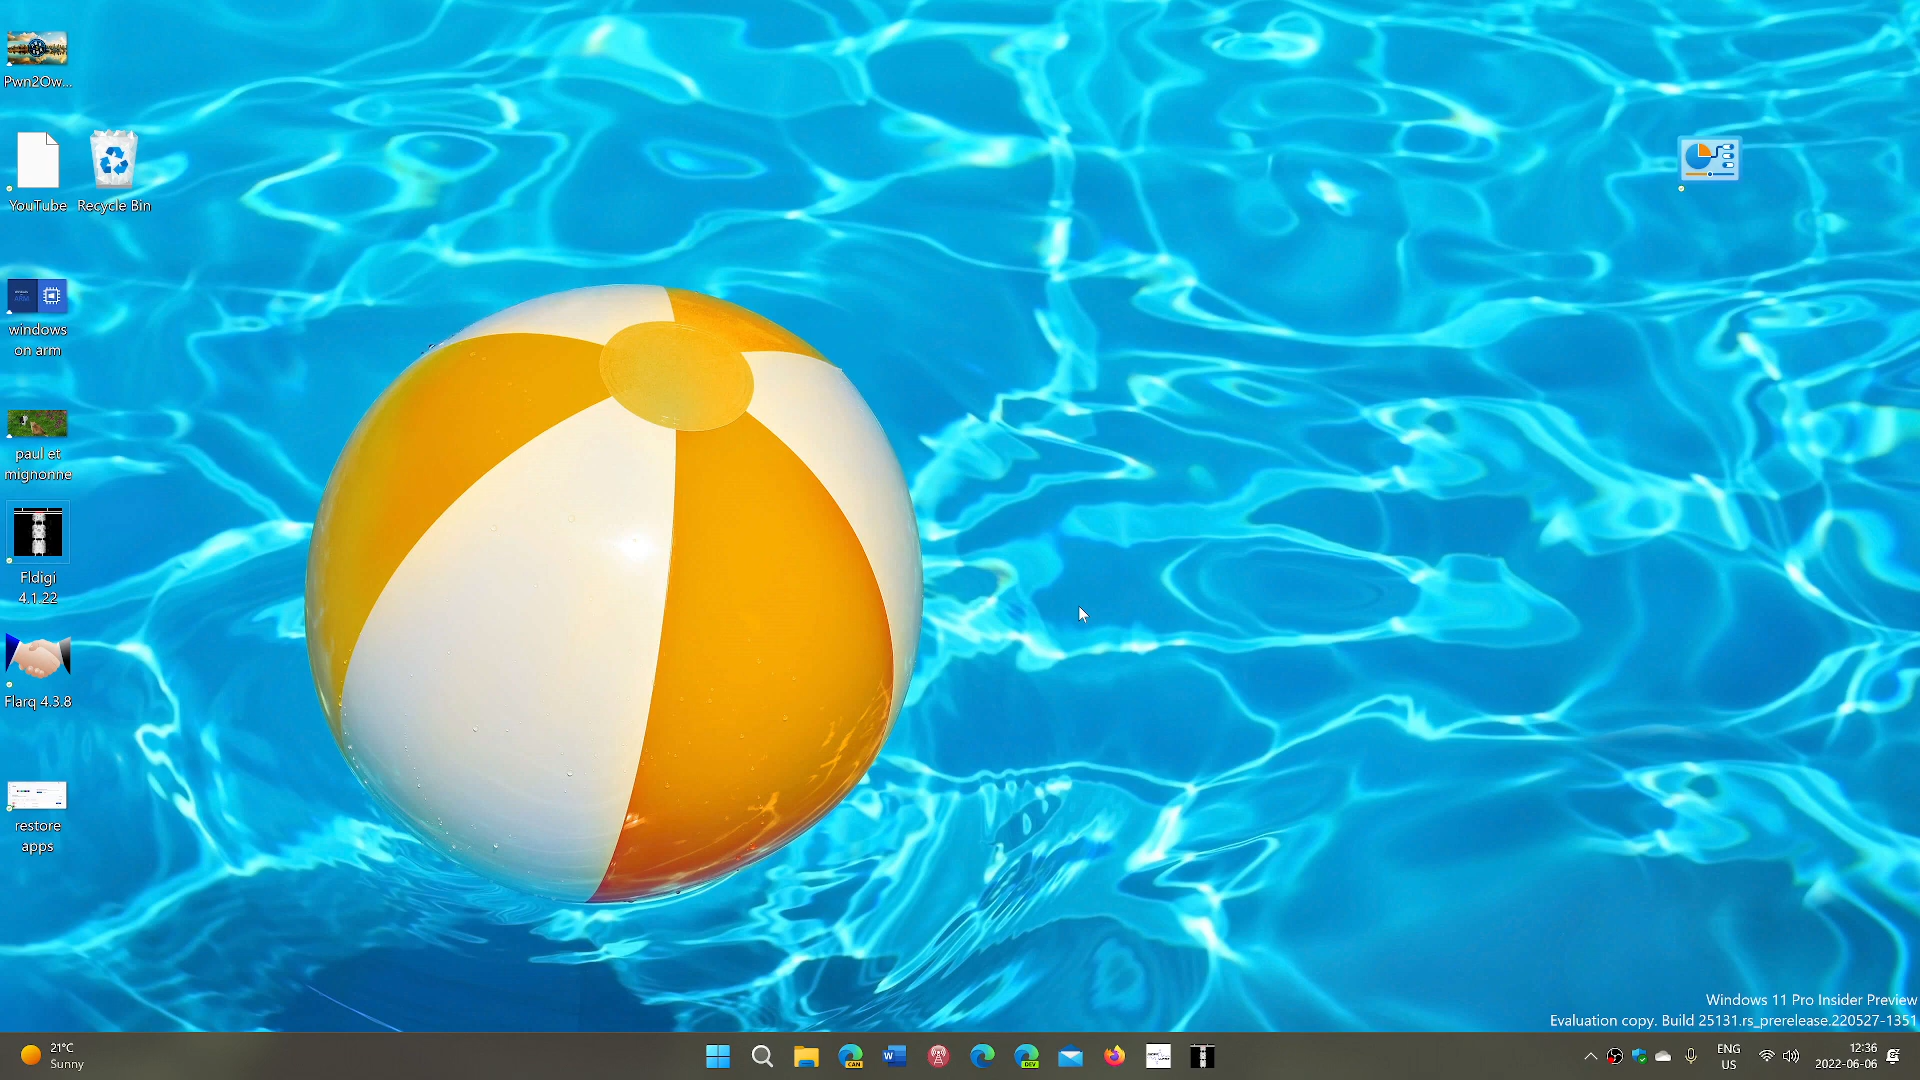 Pwn2Ow...
YouTube
Recycle Bin
windows
on arm
paul et
mignonne
Fldigi
4.1.22
Flarq 4.3.8
restore
apps
Windows 11 Pro Insider Preview
Evaluation copy. Build 25131.rs_prerelease.220527-1351
21°C
Sunny
CAN
W
DEV
ENG
US
12:36
2022-06-06